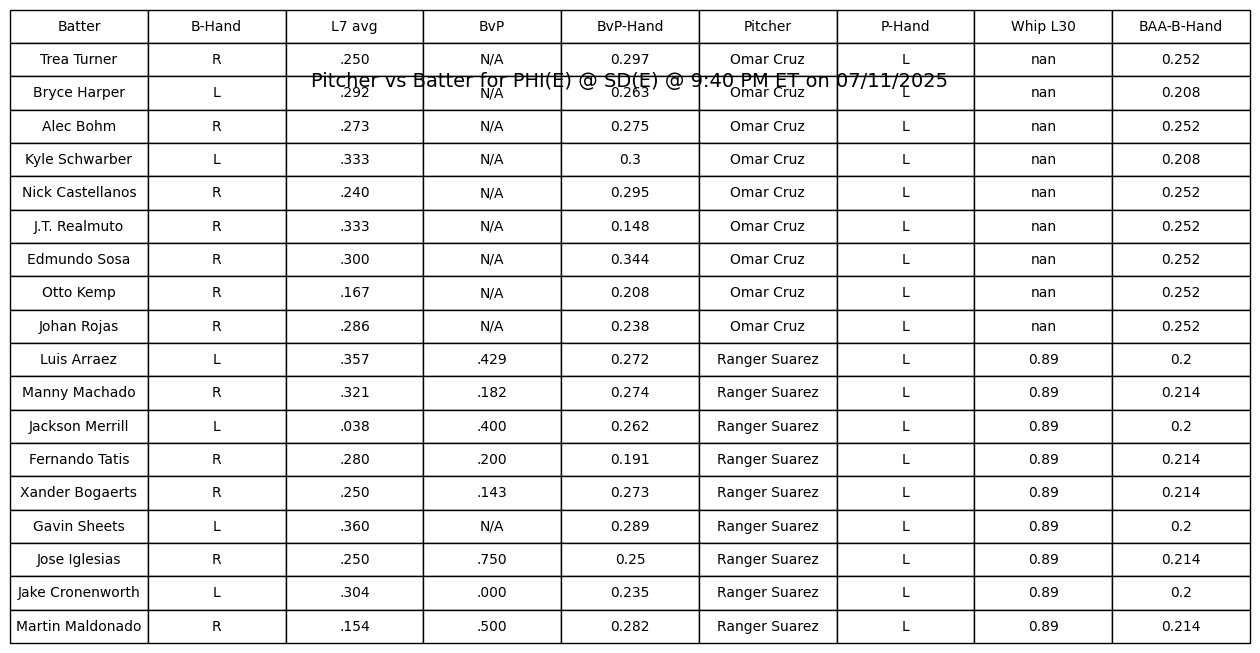 Batter B-Hand L7 avg BvP BvP-Hand Pitcher P-Hand Whip L30 BAA-B-Hand
Trea Turner R .250 N/A 0.297 Omar Cruz L nan 0.252
Pitcher vs Batter for PHI(E) @ SD(E) @ 9:40 PM ET on 07/11/2025
Bryce Harper L .292 N/A 0.263 Omar Cruz L nan 0.208
Alec Bohm R .273 N/A 0.275 Omar Cruz L nan 0.252
Kyle Schwarber L .333 N/A 0.3 Omar Cruz L nan 0.208
Nick Castellanos R .240 N/A 0.295 Omar Cruz L nan 0.252
J.T. Realmuto R .333 N/A 0.148 Omar Cruz L nan 0.252
Edmundo Sosa R .300 N/A 0.344 Omar Cruz L nan 0.252
Otto Kemp R .167 N/A 0.208 Omar Cruz L nan 0.252
Johan Rojas R .286 N/A 0.238 Omar Cruz L nan 0.252
Luis Arraez L .357 .429 0.272 Ranger Suarez L 0.89 0.2
Manny Machado R .321 .182 0.274 Ranger Suarez L 0.89 0.214
Jackson Merrill L .038 .400 0.262 Ranger Suarez L 0.89 0.2
Fernando Tatis R .280 .200 0.191 Ranger Suarez L 0.89 0.214
Xander Bogaerts R .250 .143 0.273 Ranger Suarez L 0.89 0.214
Gavin Sheets L .360 N/A 0.289 Ranger Suarez L 0.89 0.2
Jose Iglesias R .250 .750 0.25 Ranger Suarez L 0.89 0.214
Jake Cronenworth L .304 .000 0.235 Ranger Suarez L 0.89 0.2
Martin Maldonado R .154 .500 0.282 Ranger Suarez L 0.89 0.214